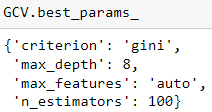 GCV.best_params_
{'criterion': 'gini',
 'max_depth': 8,
 'max_features': 'auto',
 'n_estimators': 100}